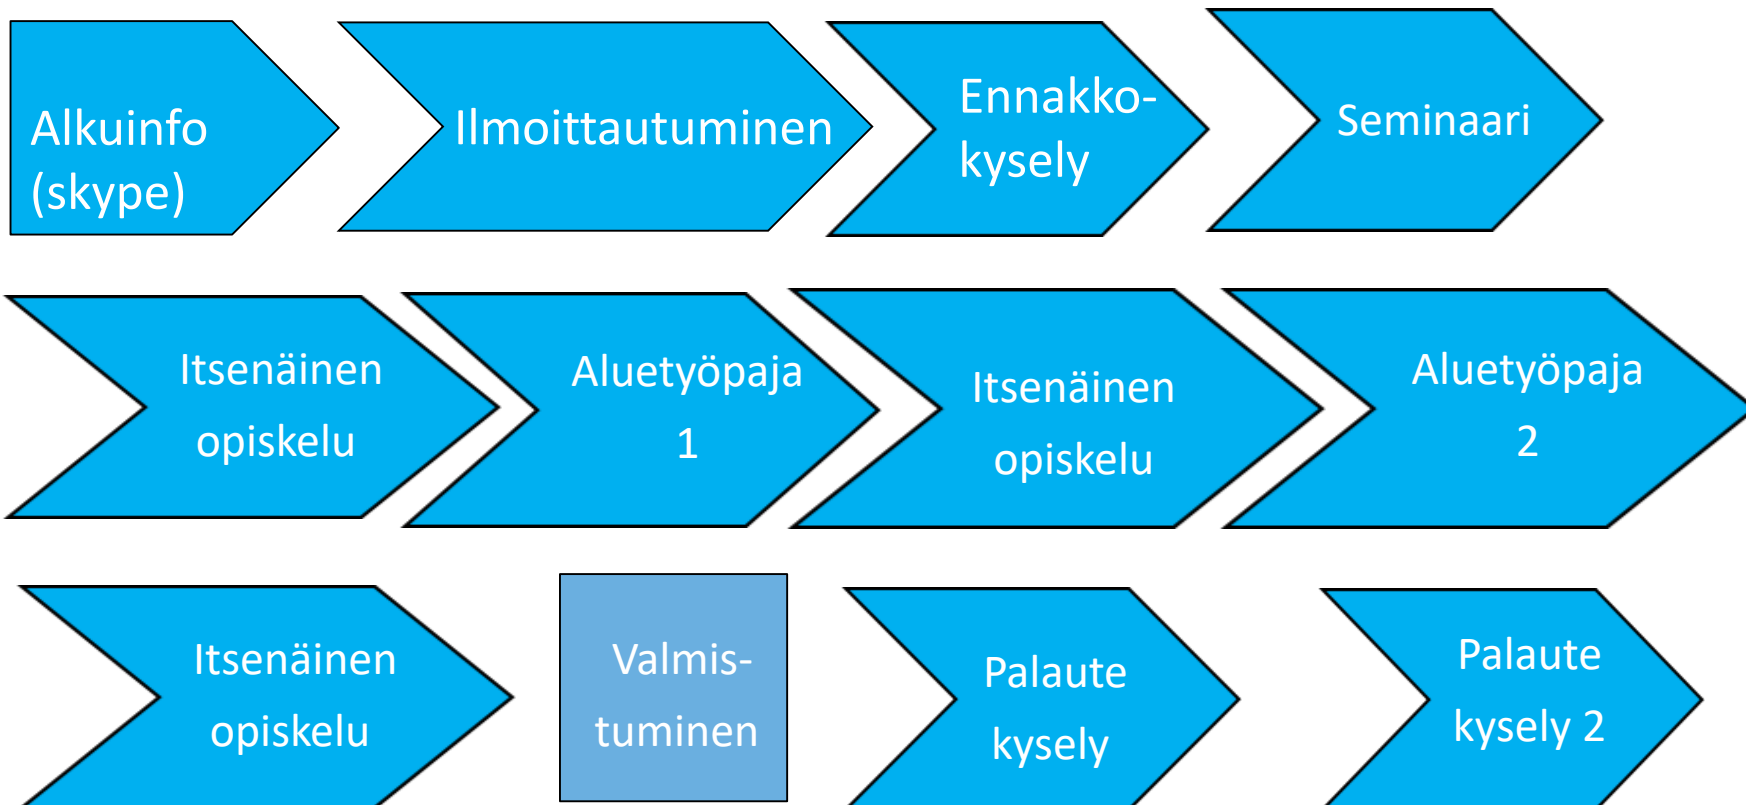 Alkuinfo
(skype)
Ilmoittautuminen
Ennakko-
kysely
Seminaari
Itsenäinen
opiskelu
Aluetyöpaja
1
Itsenäinen
opiskelu
Aluetyöpaja
2
Itsenäinen
opiskelu
Valmis-
tuminen
Palaute
kysely
Palaute
kysely 2